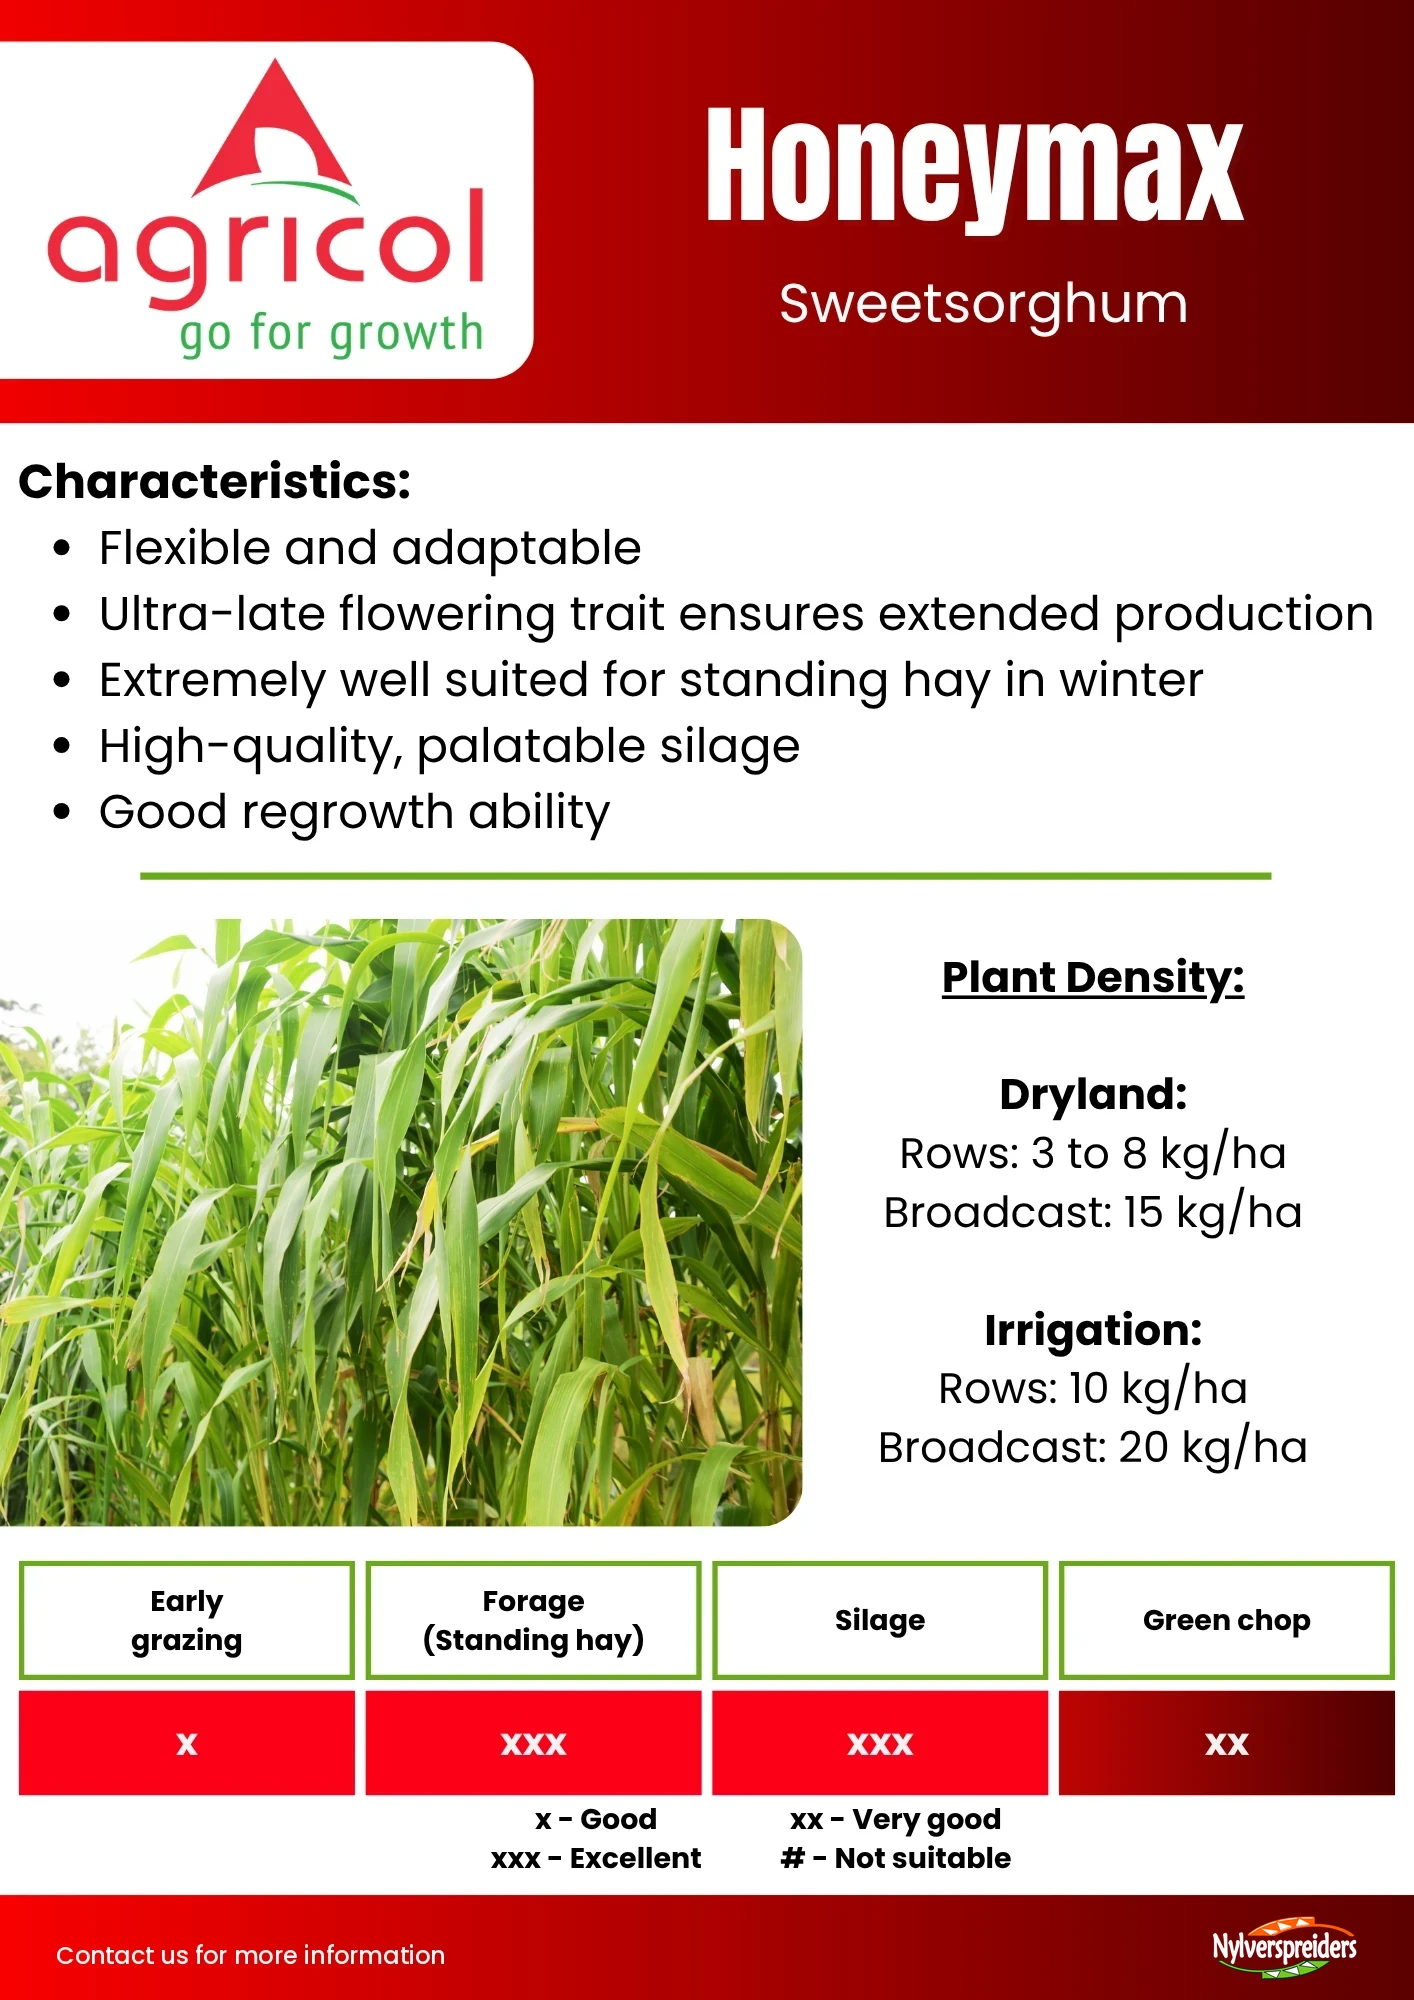 agricol
go for growth
Honeymax
Sweetsorghum
Characteristics:
• Flexible and adaptable
• Ultra-late flowering trait ensures extended production
• Extremely well suited for standing hay in winter
• High-quality, palatable silage
• Good regrowth ability
Plant Density:
Dryland:
Rows: 3 to 8 kg/ha
Broadcast: 15 kg/ha
Irrigation:
Rows: 10 kg/ha
Broadcast: 20 kg/ha
Early
grazing
Forage
(Standing hay)
Silage
Green chop
x
xxx
xxx
xx
x - Good
xx - Very good
xxx - Excellent
# - Not suitable
Contact us for more information
Nylverspreiders